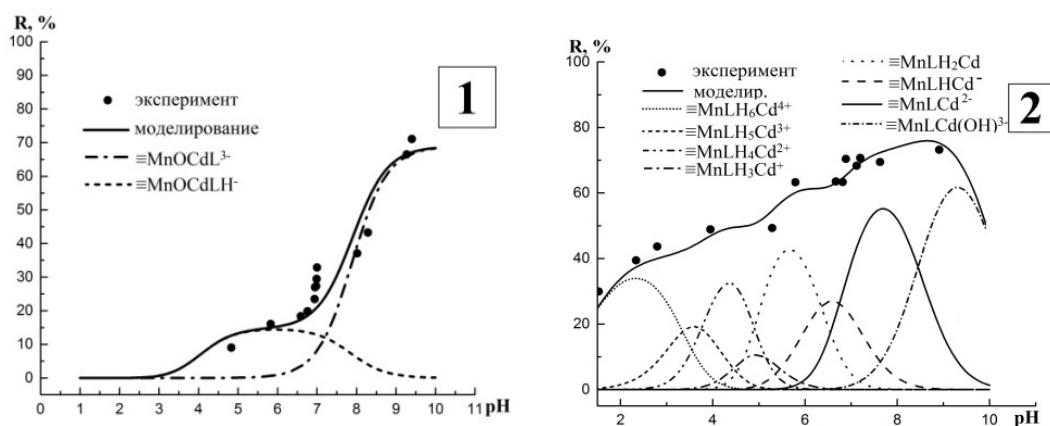 R, %
100
90
80
70
60
50
40
30
20
10
0
0 1 2 3 4 5 6 7 8 9 10 11
pH
1
эксперимент
моделирование
≡MnOCdL³⁻
≡MnOCdLH⁻
R, %
100
80
60
40
20
0
2 4 6 8 10
pH
эксперимент
моделир.
≡MnLH₆Cd⁴⁺
≡MnLH₅Cd³⁺
≡MnLH₄Cd²⁺
≡MnLH₃Cd⁺
≡MnLH₂Cd
≡MnLHCd⁻
≡MnLCd²⁻
≡MnLCd(OH)³⁻
2